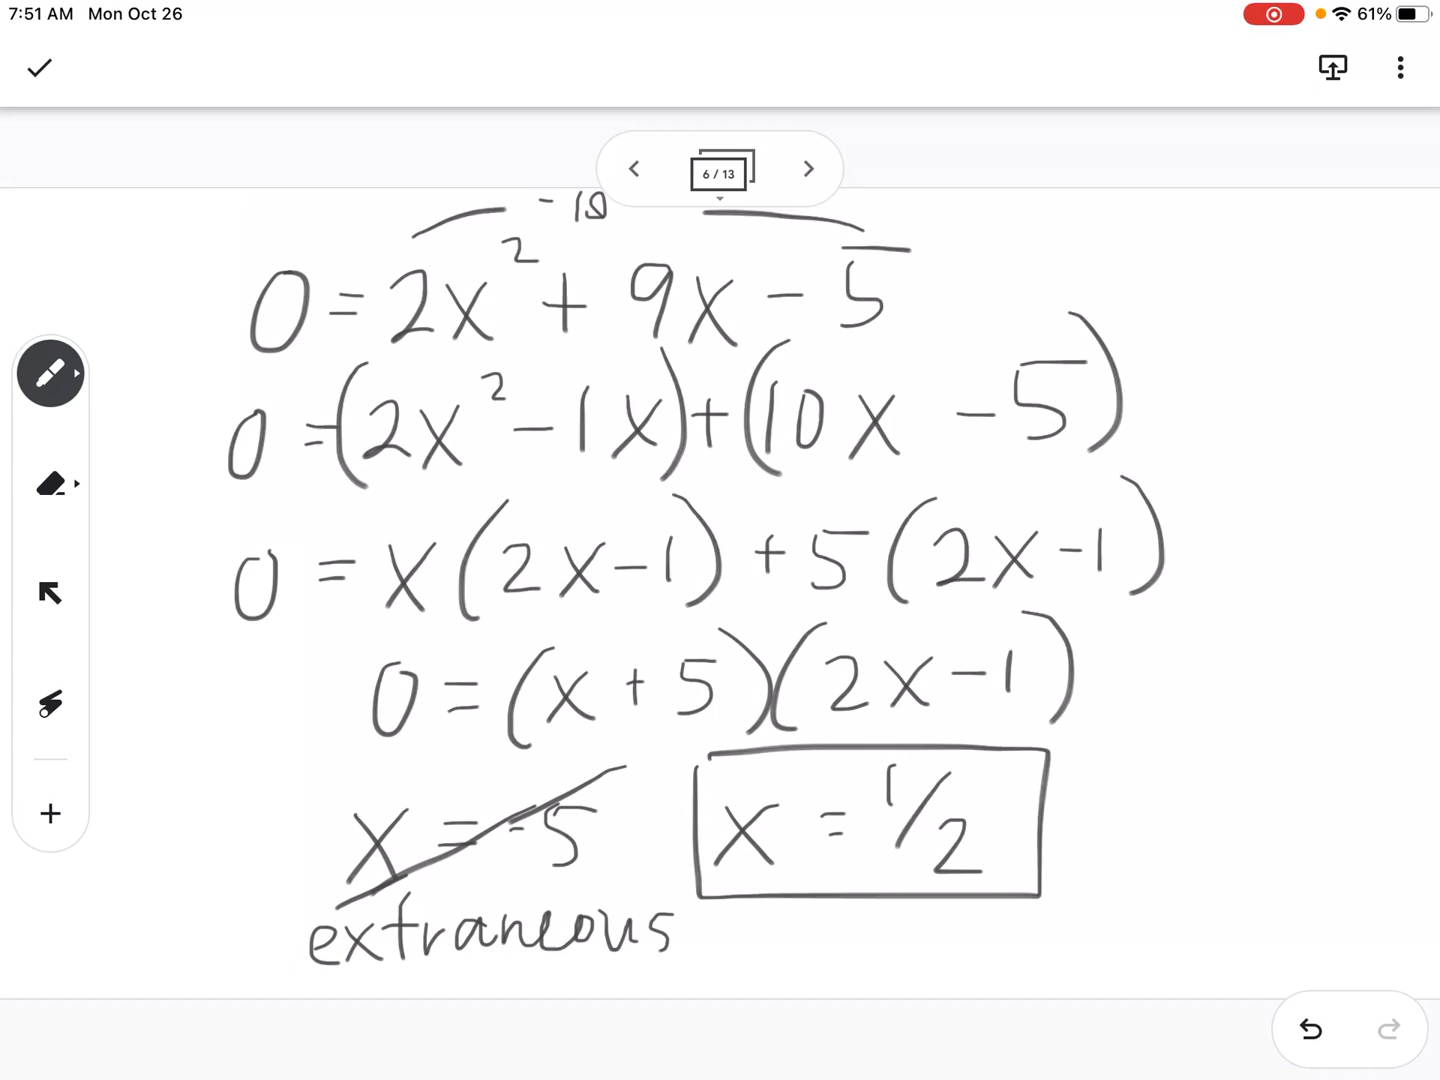 7:51 AM Mon Oct 26 61%
6 / 13
0 = 2x² + 9x - 5
0 = (2x² - 1x) + (10x - 5)
0 = x(2x-1) + 5(2x-1)
0 = (x + 5)(2x-1)
x = -5 x = 1/2
extraneous